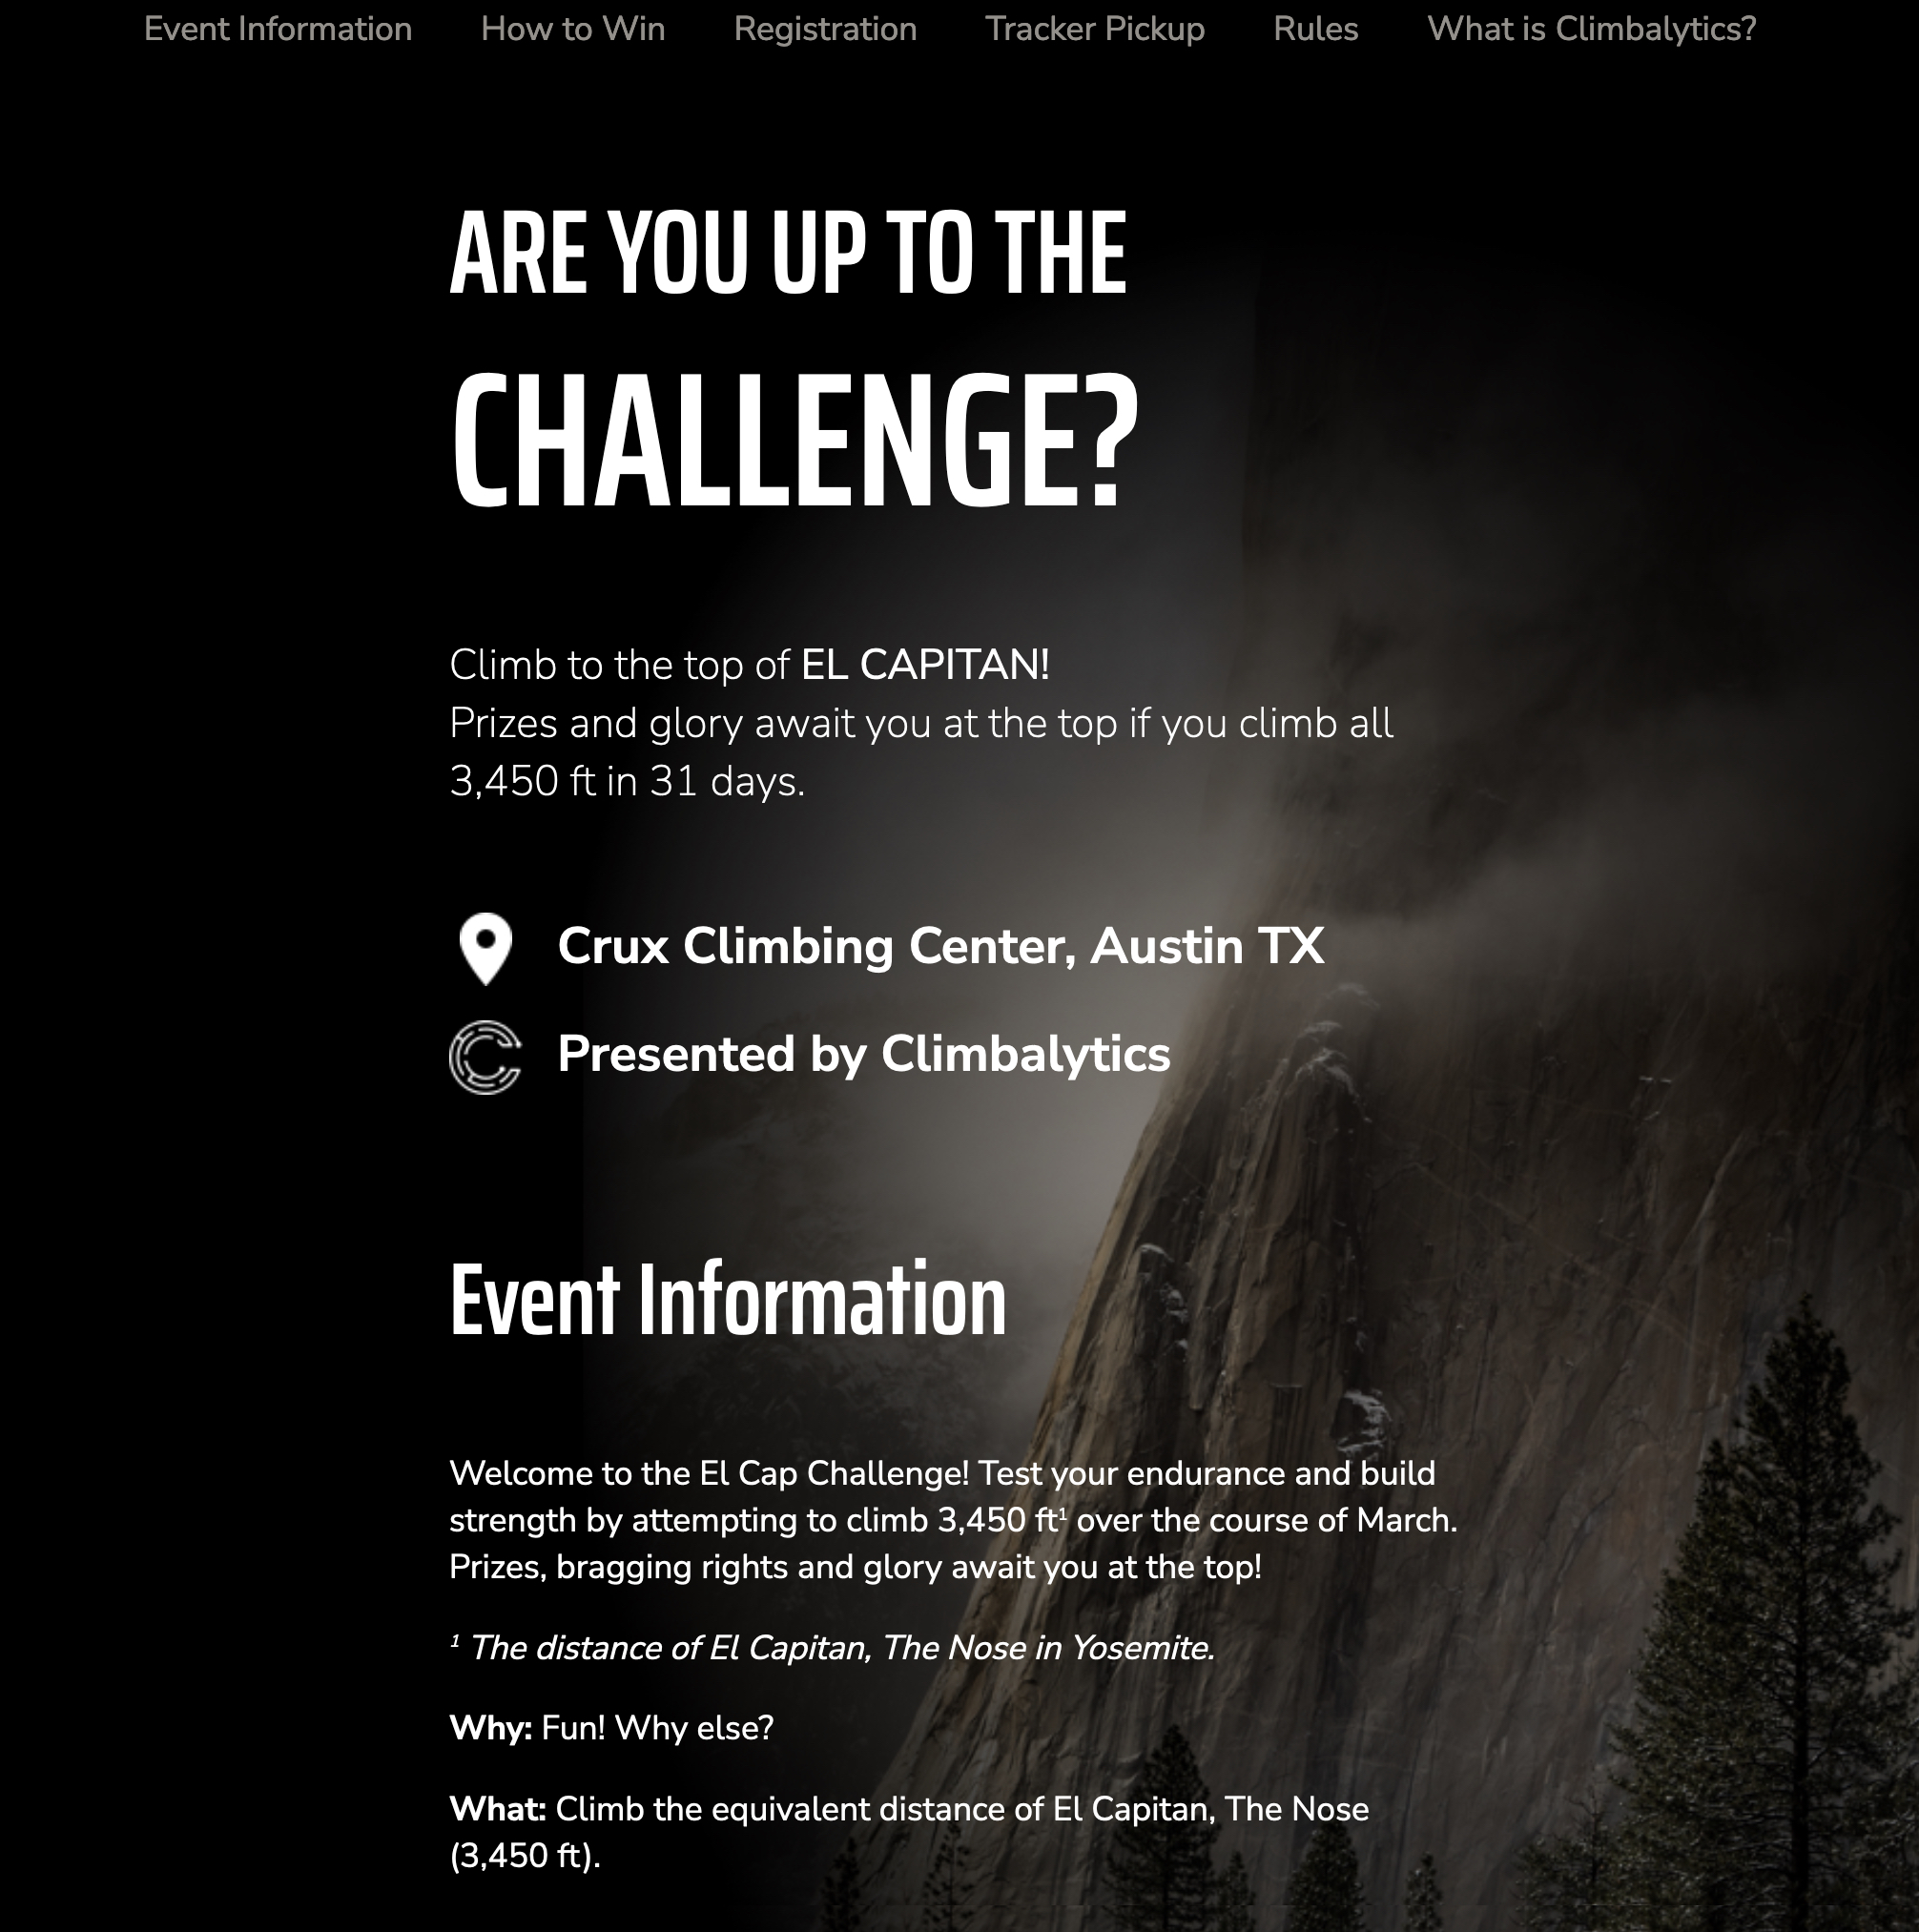 Event Information How to Win Registration Tracker Pickup Rules What is Climbalytics?
ARE YOU UP TO THE
CHALLENGE?
Climb to the top of EL CAPITAN!
Prizes and glory await you at the top if you climb all
3,450 ft in 31 days.
Crux Climbing Center, Austin TX
Presented by Climbalytics
Event Information
Welcome to the El Cap Challenge! Test your endurance and build
strength by attempting to climb 3,450 ft¹ over the course of March.
Prizes, bragging rights and glory await you at the top!
¹ The distance of El Capitan, The Nose in Yosemite.
Why: Fun! Why else?
What: Climb the equivalent distance of El Capitan, The Nose
(3,450 ft).